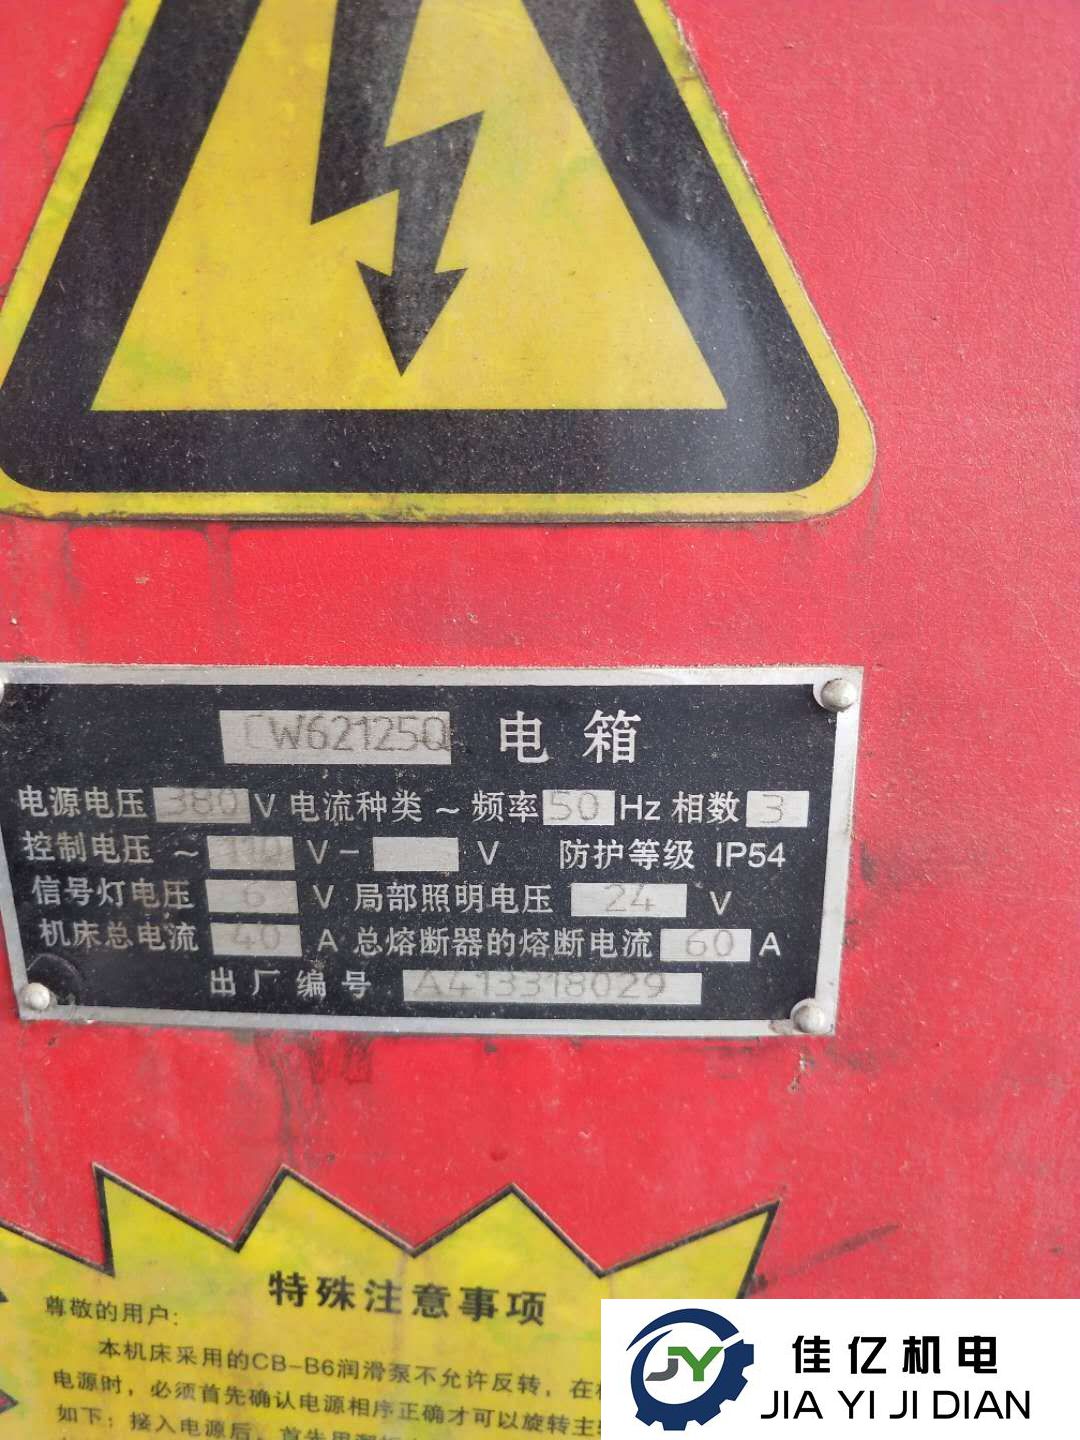 CW62125Q 电箱
电源电压 380 V 电流种类 ~ 频率 50 Hz 相数 3
控制电压 ~ 110 V - V 防护等级 IP54
信号灯电压 6 V 局部照明电压 24 V
机床总电流 40 A 总熔断器的熔断电流 60 A
出厂编号 A413318029
特殊注意事项
尊敬的用户:
本机床采用的CB-B6润滑泵不允许反转，在
电源时，必须首先确认电源相序正确才可以旋转主
如下：接入电源后，首先用
JY
佳亿机电
JIA YI JI DIAN